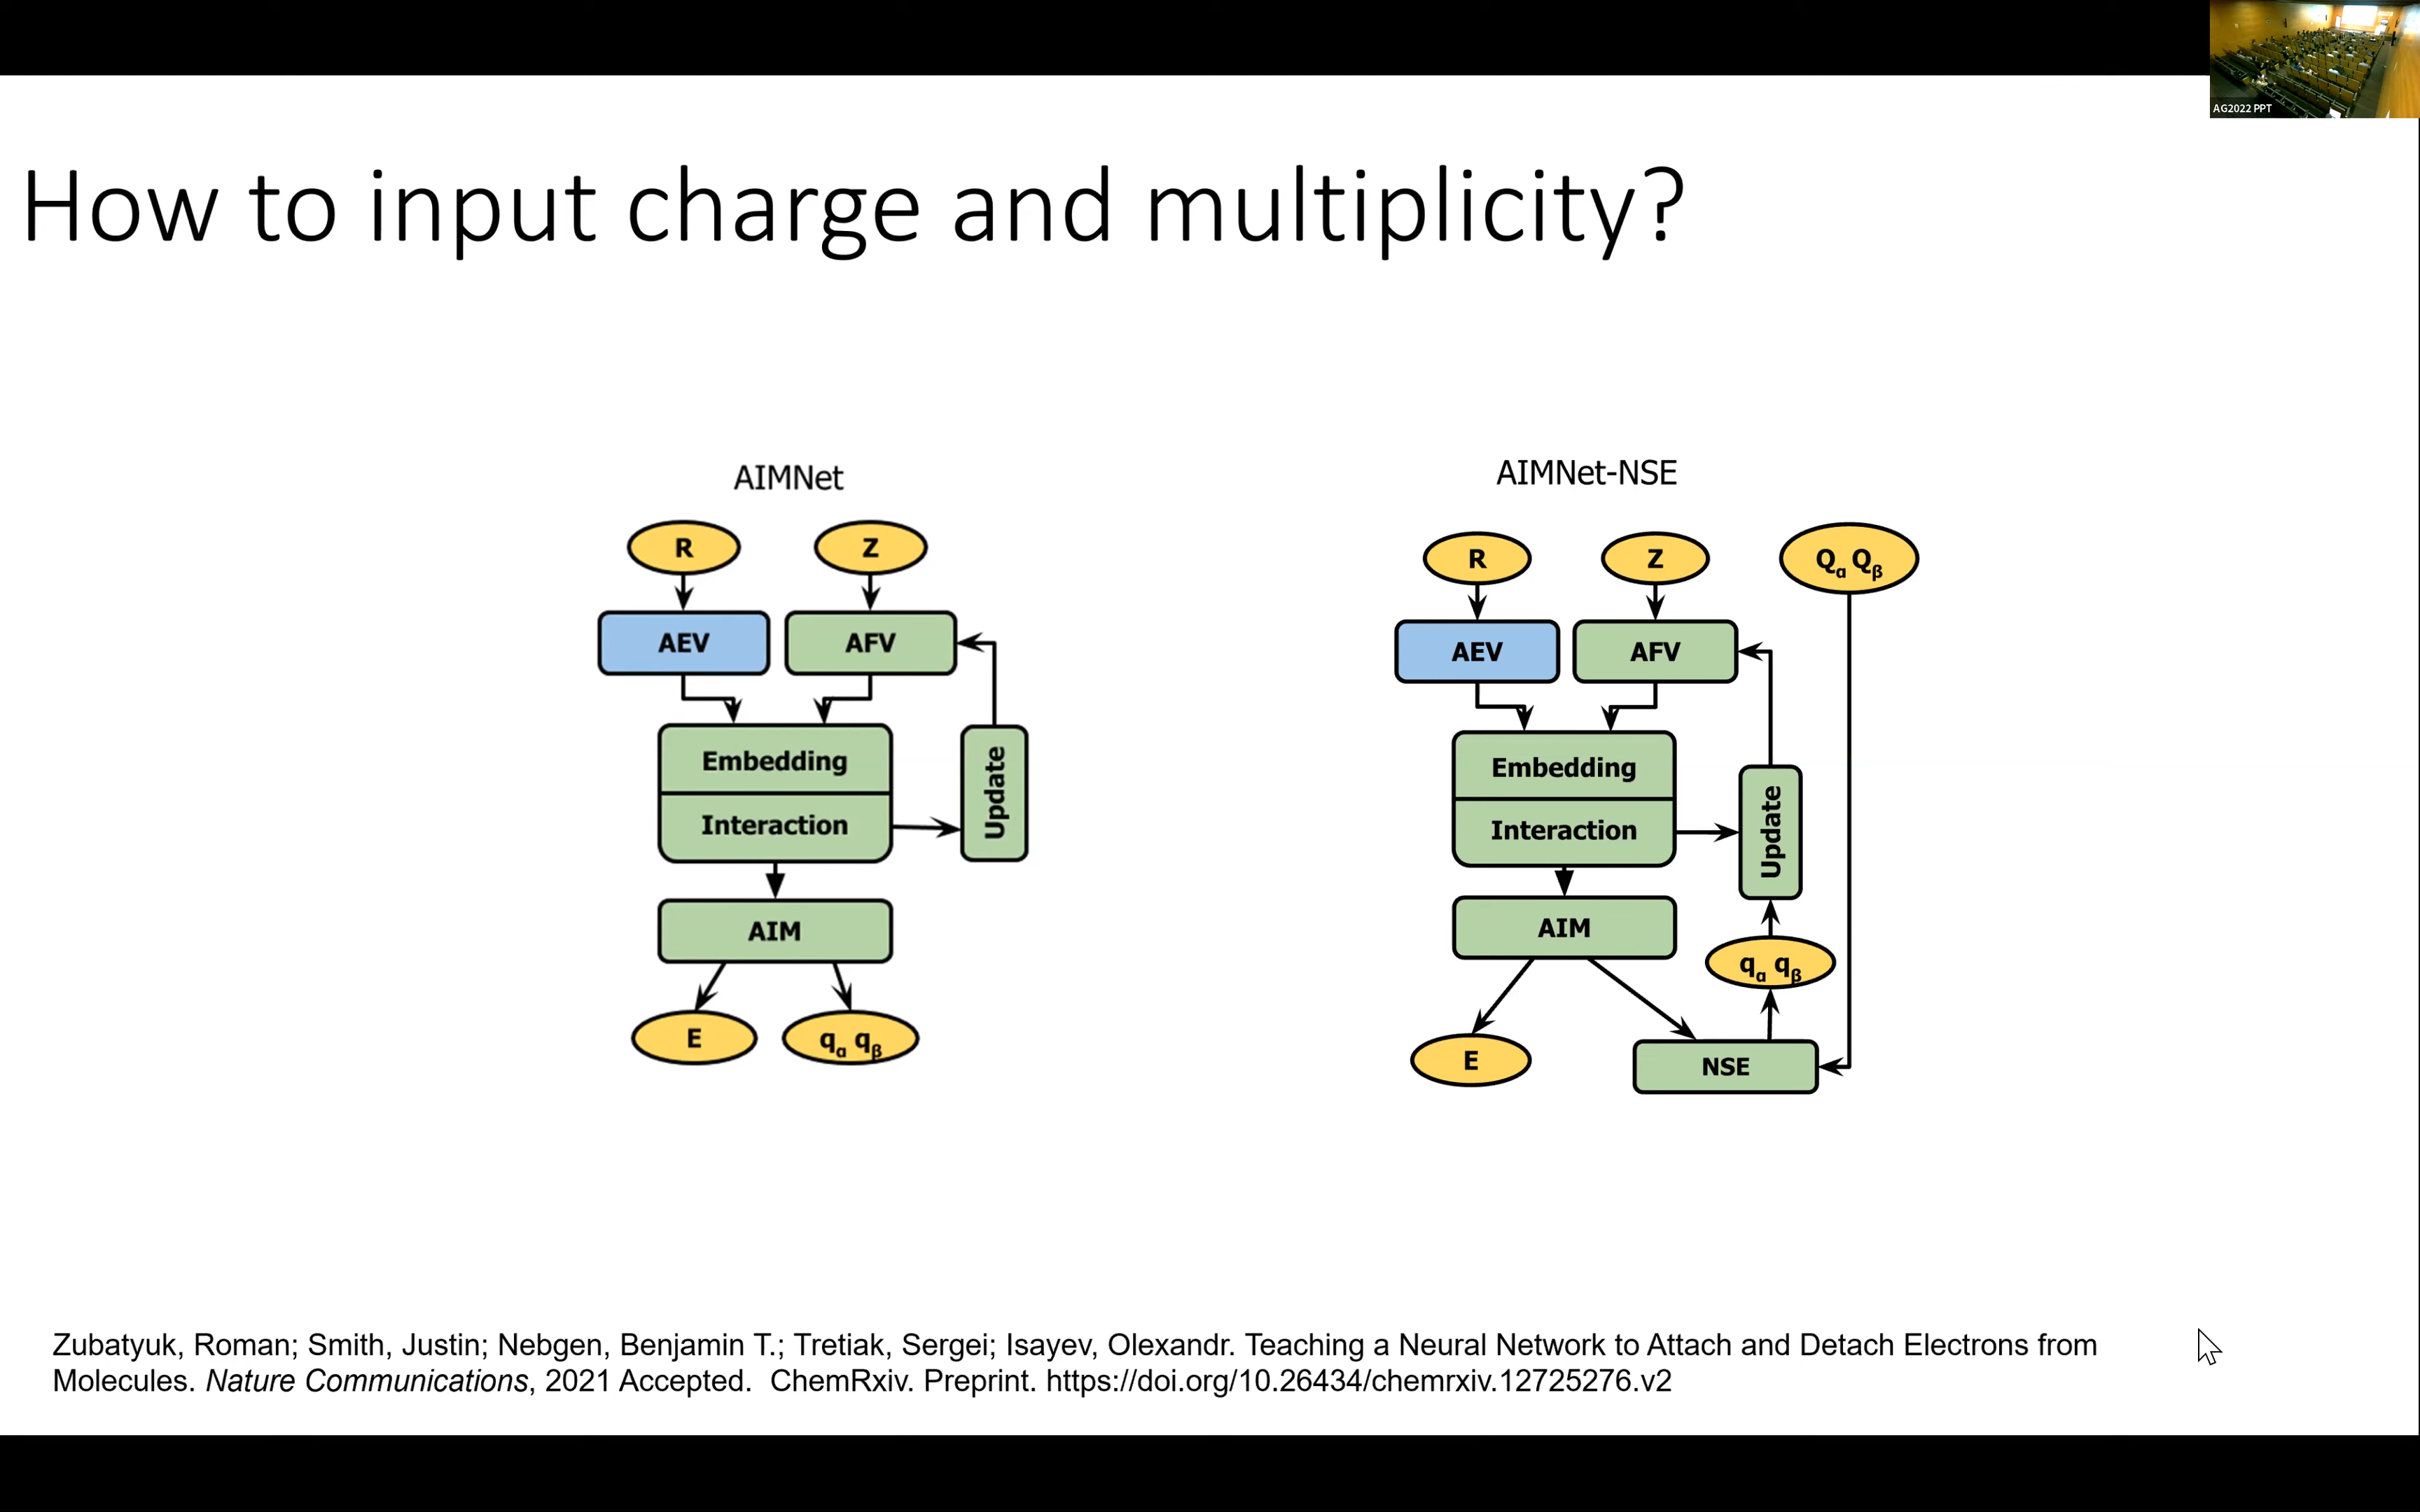 AG2022 PPT
How to input charge and multiplicity?
AIMNet
R
Z
AEV
AFV
Embedding
Interaction
Update
AIM
E
qα qβ
AIMNet-NSE
R
Z
Qα Qβ
AEV
AFV
Embedding
Interaction
Update
AIM
qα qβ
E
NSE
Zubatyuk, Roman; Smith, Justin; Nebgen, Benjamin T.; Tretiak, Sergei; Isayev, Olexandr. Teaching a Neural Network to Attach and Detach Electrons from
Molecules. Nature Communications, 2021 Accepted.  ChemRxiv. Preprint. https://doi.org/10.26434/chemrxiv.12725276.v2